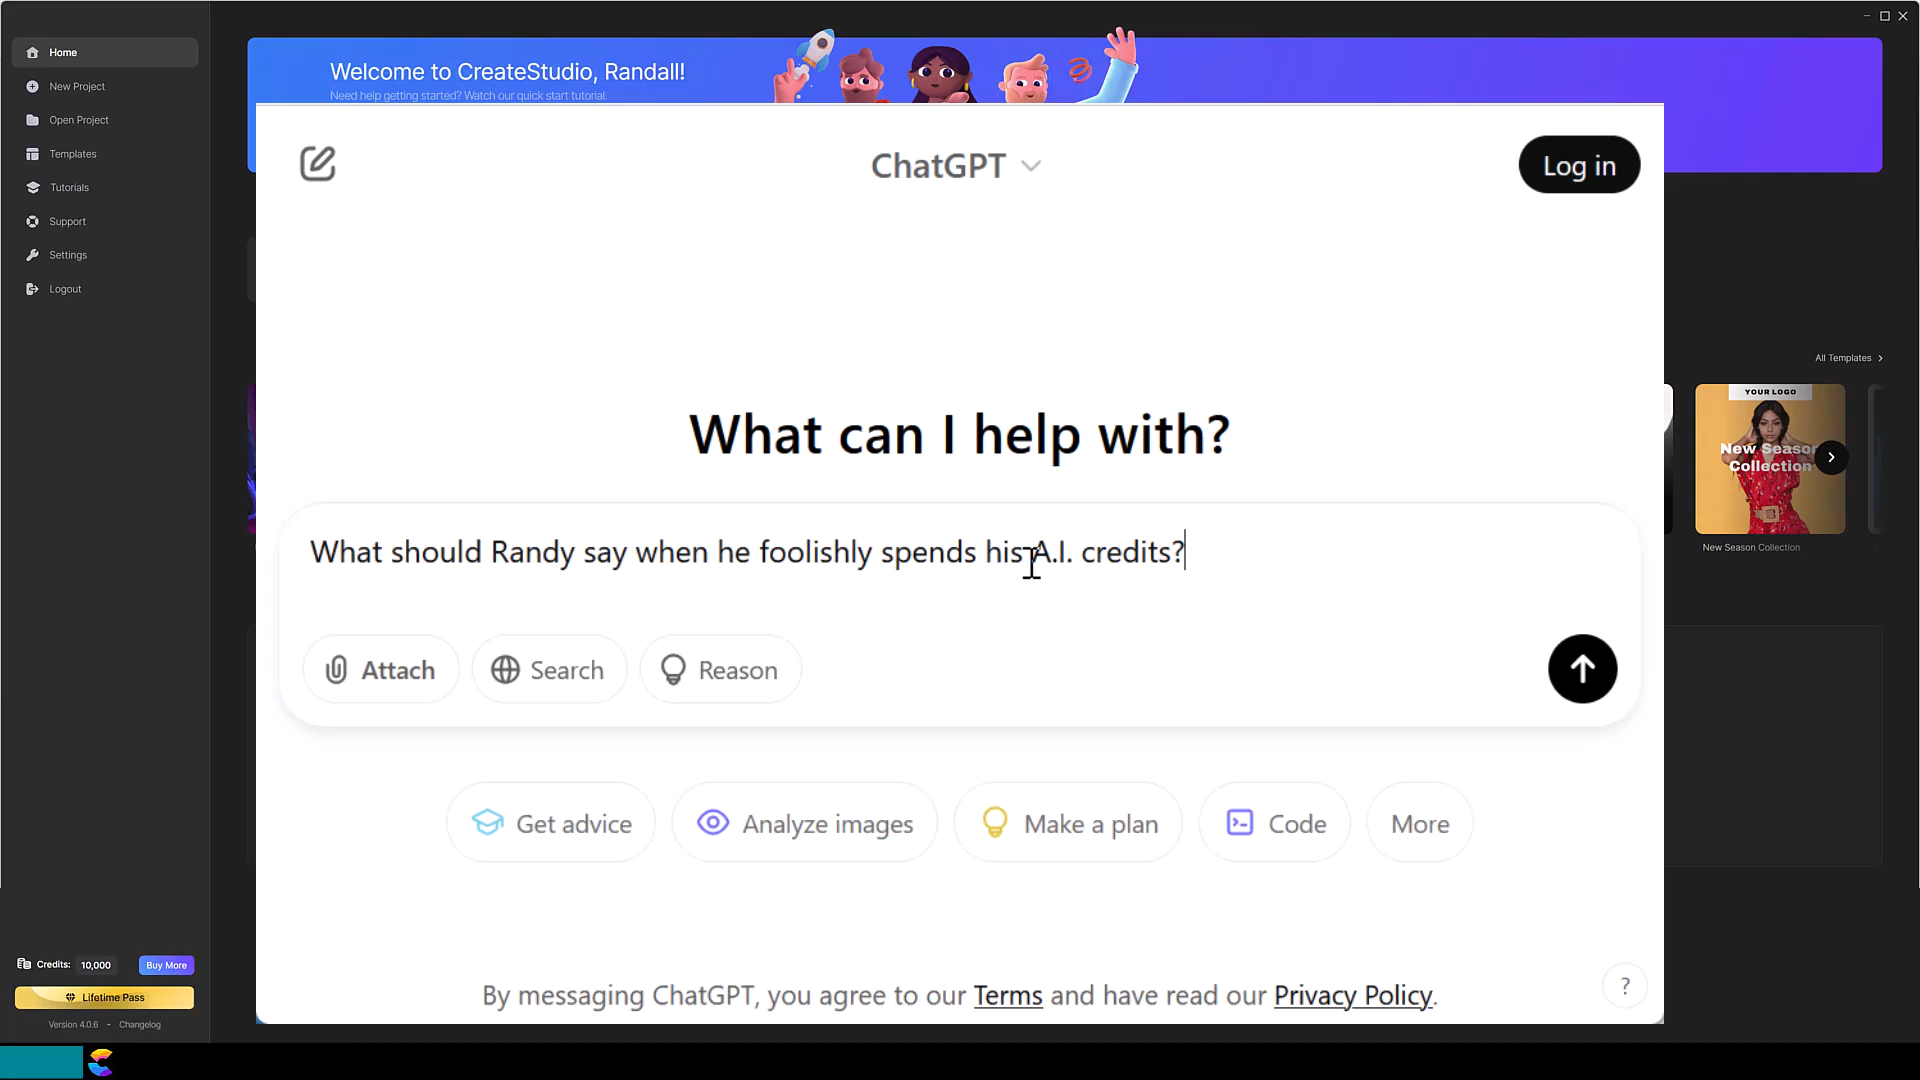 Home
New Project
Open Project
Templates
Tutorials
Support
Settings
Logout
Welcome to CreateStudio, Randall!
Need help getting started? Watch our quick start tutorial.
ChatGPT
Log in
What can I help with?
What should Randy say when he foolishly spends his A.I. credits?
Attach
Search
Reason
Get advice
Analyze images
Make a plan
Code
More
By messaging ChatGPT, you agree to our Terms and have read our Privacy Policy.
?
All Templates
YOUR LOGO
New Season
Collection
New Season Collection
Credits: 10,000 Buy More
Lifetime Pass
Version 4.0.6 - Changelog